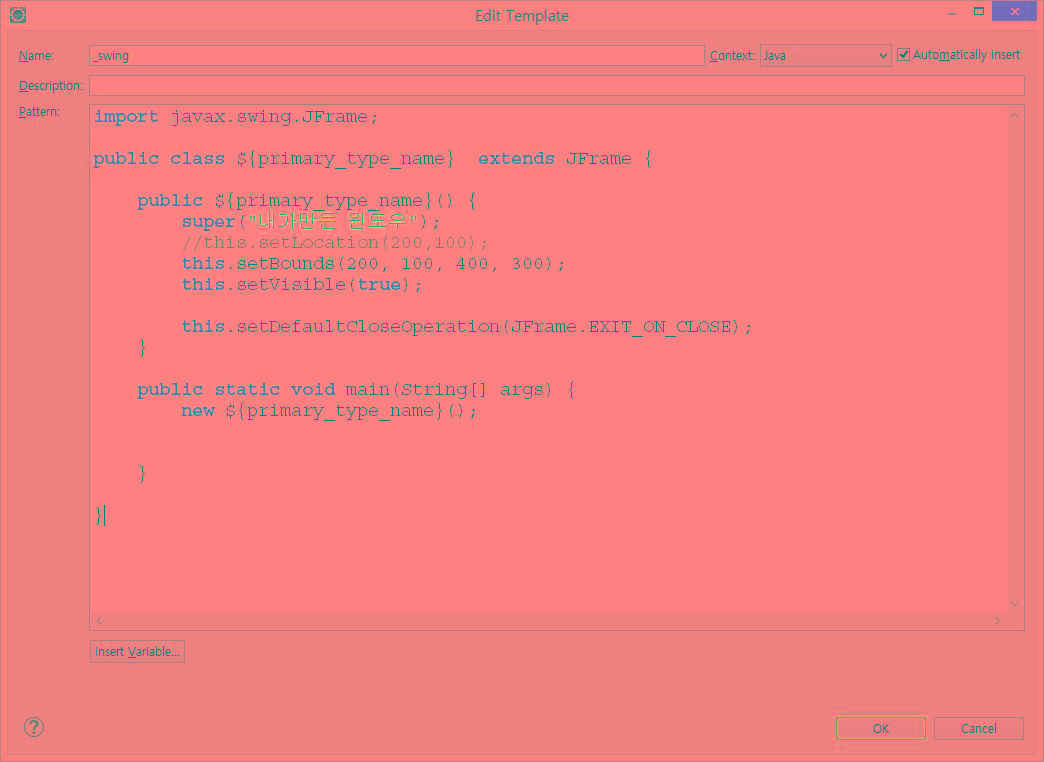 Edit Template
Name: _swing Context: Java Automatically insert
Description:
Pattern:
import javax.swing.JFrame;
public class ${primary_type_name}  extends JFrame {
public ${primary_type_name}() {
super("내가만든 윈도우");
//this.setLocation(200,100);
this.setBounds(200, 100, 400, 300);
this.setVisible(true);
this.setDefaultCloseOperation(JFrame.EXIT_ON_CLOSE);
}
public static void main(String[] args) {
new ${primary_type_name}();
}
}
Insert Variable...
?
OK Cancel